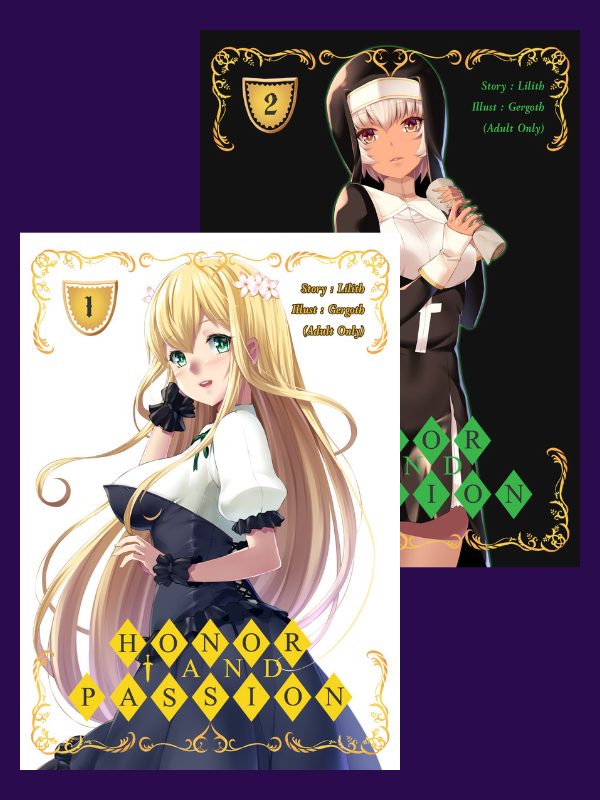 2
Story : Lilith
Illust : Gergoth
(Adult Only)
OR
ND
ION
1
Story : Lilith
Illust : Gergoth
(Adult Only)
HONOR
AND
PASSION